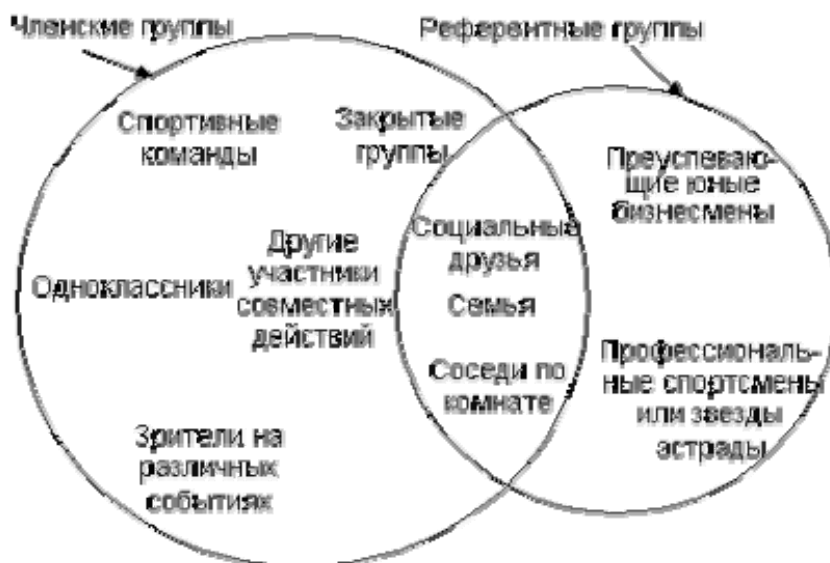 Членские группы
Референтные группы
Спортивные
команды
Закрытые
группы
Преуспеваю-
щие юные
бизнесмены
Одноклассники
Другие
участники
совместных
действий
Социальные
друзья
Семья
Соседи по
комнате
Профессиональ-
ные спортсмены
или звезды
эстрады
Зрители на
различных
событиях